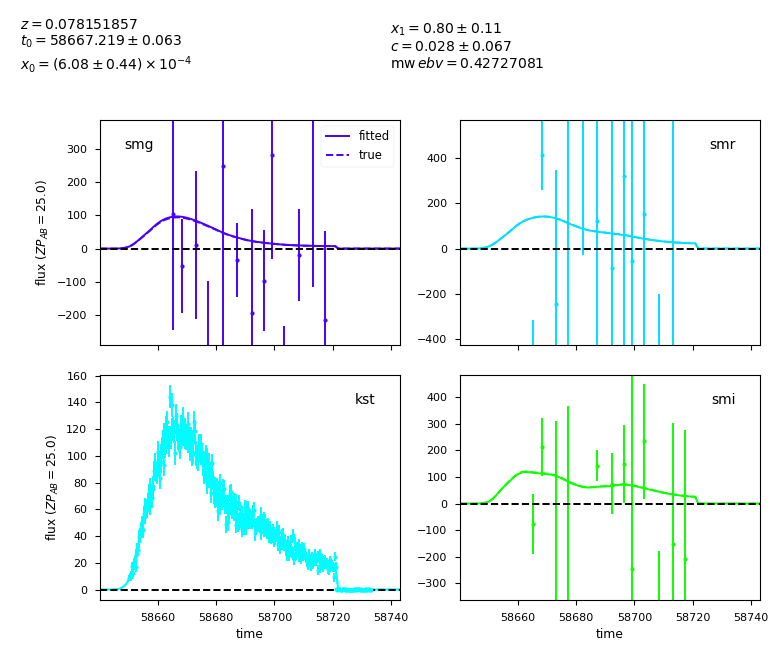 z = 0.078151857
t₀ = 58667.219 ± 0.063
x₀ = (6.08 ± 0.44) × 10⁻⁴
x₁ = 0.80 ± 0.11
c = 0.028 ± 0.067
mw ebv = 0.42727081
smg
fitted
true
300
200
100
0
−100
−200
flux (ZP_AB = 25.0)
smr
400
200
0
−200
−400
kst
160
140
120
100
80
60
40
20
0
flux (ZP_AB = 25.0)
58660 58680 58700 58720 58740
time
smi
400
300
200
100
0
−100
−200
−300
58660 58680 58700 58720 58740
time